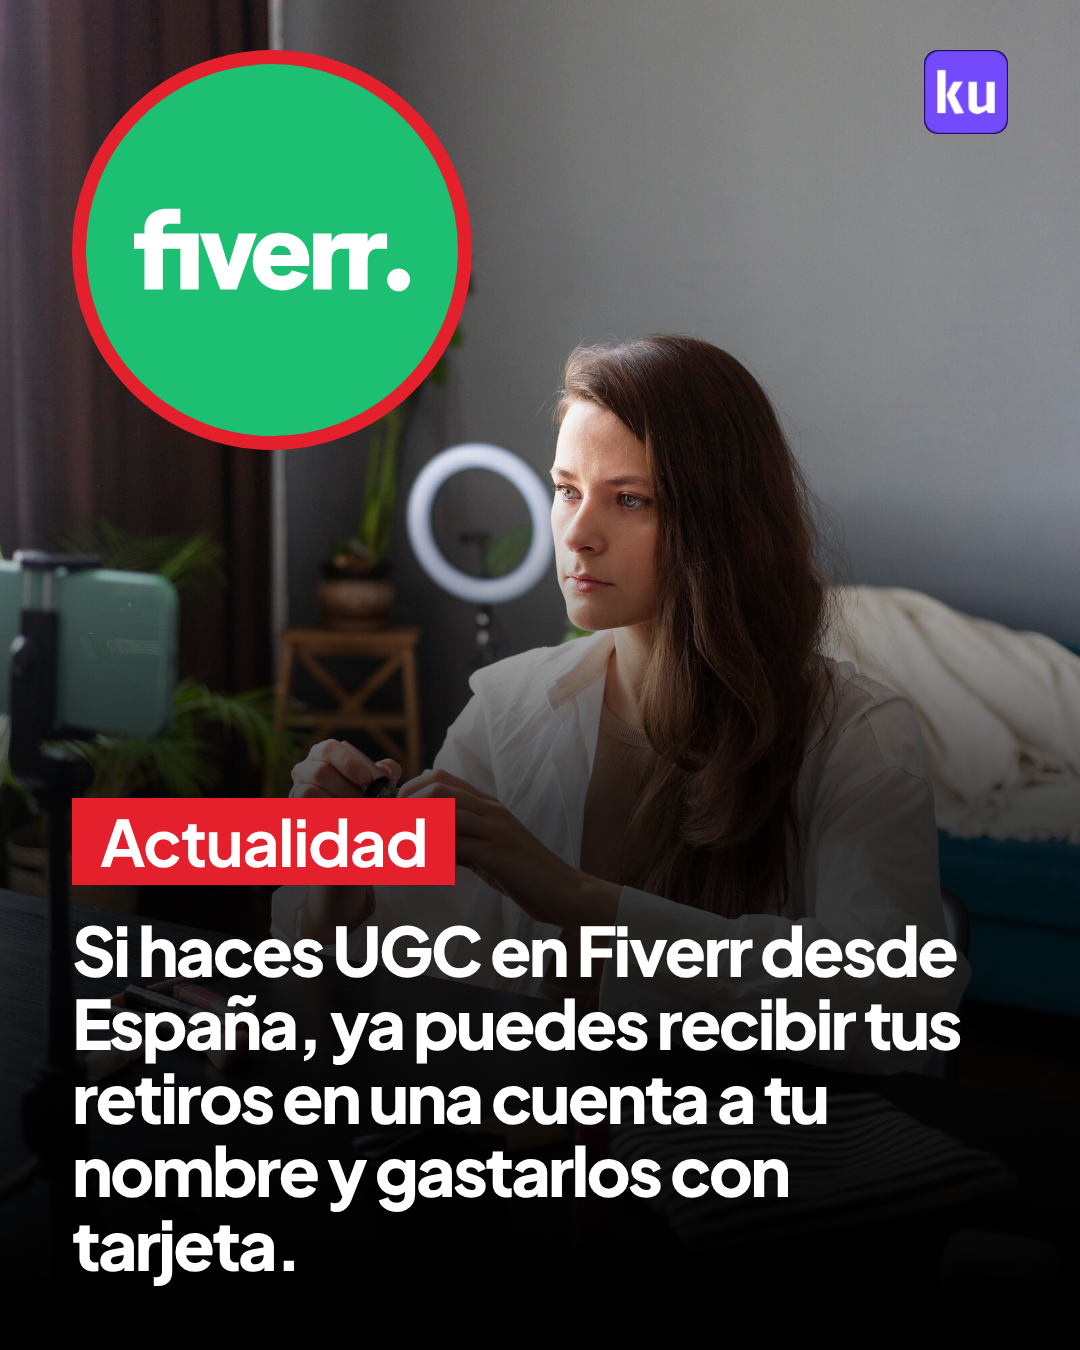 fiverr.
ku
Actualidad
Si haces UGC en Fiverr desde
España, ya puedes recibir tus
retiros en una cuenta a tu
nombre y gastarlos con
tarjeta.